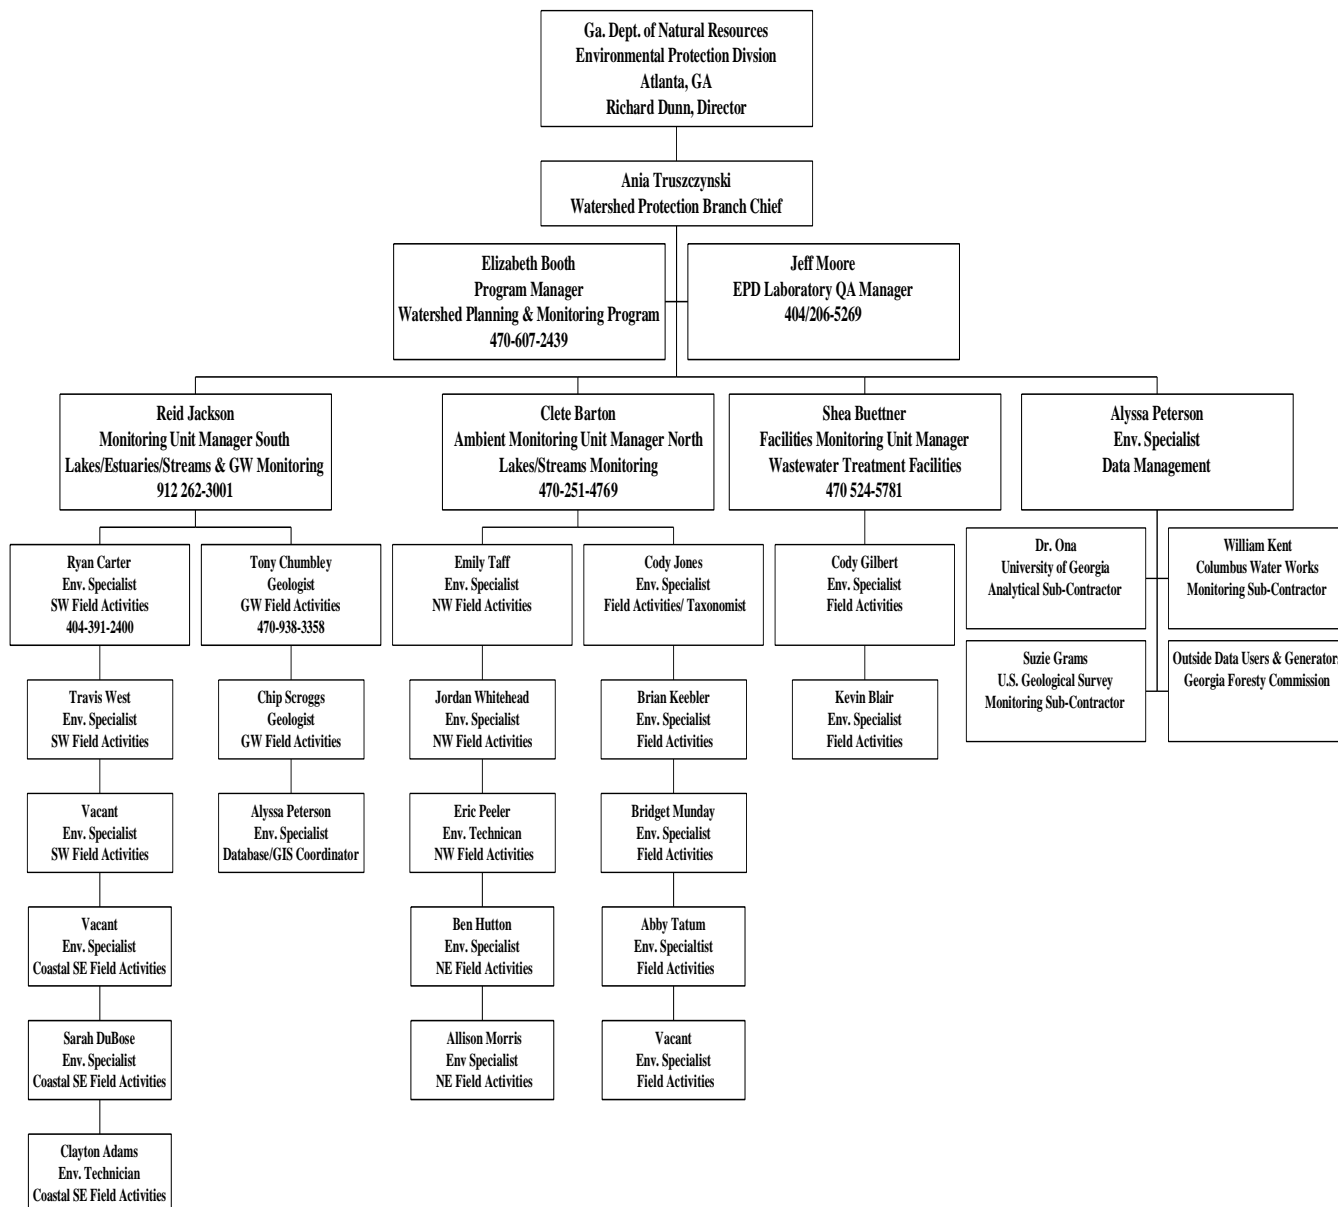 Ga. Dept. of Natural Resources
Environmental Protection Divsion
Atlanta, GA
Richard Dunn, Director
Ania Truszczynski
Watershed Protection Branch Chief
Elizabeth Booth
Program Manager
Watershed Planning & Monitoring Program
470-607-2439
Jeff Moore
EPD Laboratory QA Manager
404/206-5269
Reid Jackson
Monitoring Unit Manager South
Lakes/Estuaries/Streams & GW Monitoring
912 262-3001
Clete Barton
Ambient Monitoring Unit Manager North
Lakes/Streams Monitoring
470-251-4769
Shea Buettner
Facilities Monitoring Unit Manager
Wastewater Treatment Facilities
470 524-5781
Alyssa Peterson
Env. Specialist
Data Management
Ryan Carter
Env. Specialist
SW Field Activities
404-391-2400
Tony Chumbley
Geologist
GW Field Activities
470-938-3358
Emily Taff
Env. Specialist
NW Field Activities
Cody Jones
Env. Specialist
Field Activities/ Taxonomist
Cody Gilbert
Env. Specialist
Field Activities
Dr. Ona
University of Georgia
Analytical Sub-Contractor
William Kent
Columbus Water Works
Monitoring Sub-Contractor
Suzie Grams
U.S. Geological Survey
Monitoring Sub-Contractor
Outside Data Users & Generators
Georgia Foresty Commission
Travis West
Env. Specialist
SW Field Activities
Chip Scroggs
Geologist
GW Field Activities
Jordan Whitehead
Env. Specialist
NW Field Activities
Brian Keebler
Env. Specialist
Field Activities
Kevin Blair
Env. Specialist
Field Activities
Vacant
Env. Specialist
SW Field Activities
Alyssa Peterson
Env. Specialist
Database/GIS Coordinator
Eric Peeler
Env. Technican
NW Field Activities
Bridget Munday
Env. Specialist
Field Activities
Vacant
Env. Specialist
Coastal SE Field Activities
Ben Hutton
Env. Specialist
NE Field Activities
Abby Tatum
Env. Specialtist
Field Activities
Sarah DuBose
Env. Specialist
Coastal SE Field Activities
Allison Morris
Env Specialist
NE Field Activities
Vacant
Env. Specialist
Field Activities
Clayton Adams
Env. Technician
Coastal SE Field Activities